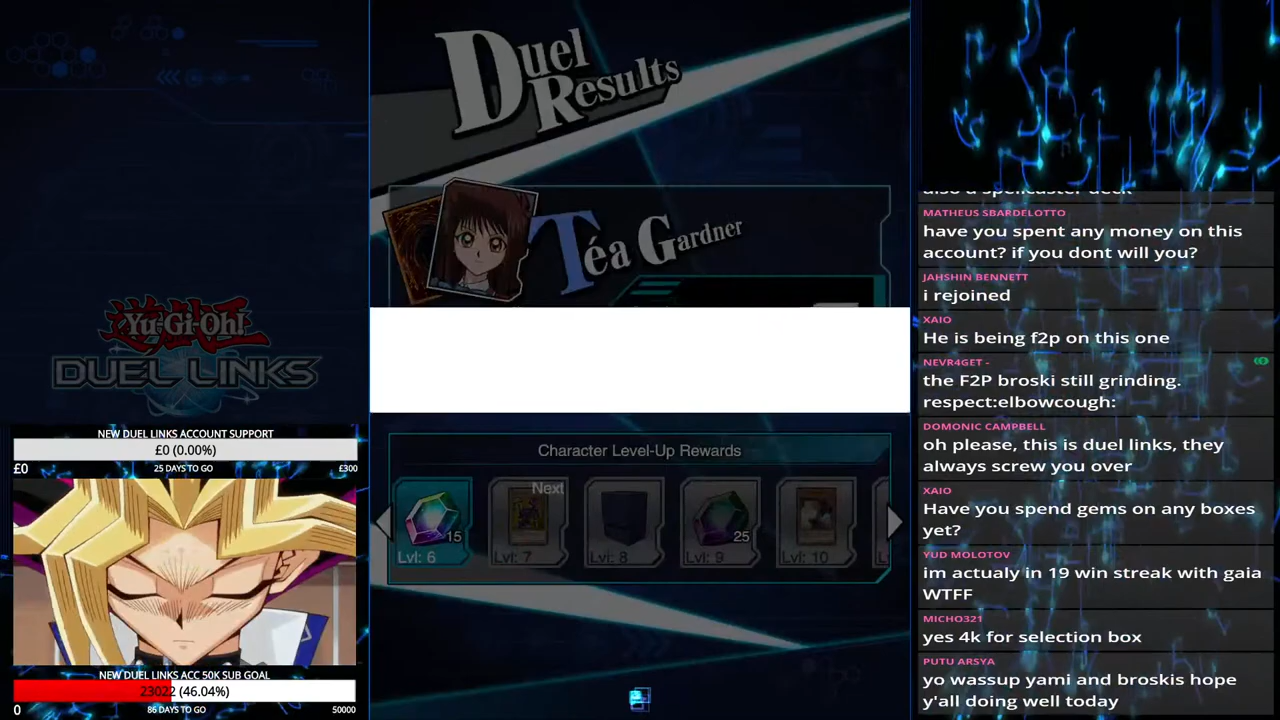 Duel
Results
Téa Gardner
Character Level-Up Rewards
Next
15
25
Lvl: 6
Lvl: 7
Lvl: 8
Lvl: 9
Lvl: 10
Yu-Gi-Oh!
DUEL LINKS
NEW DUEL LINKS ACCOUNT SUPPORT
£0 (0.00%)
£0
25 DAYS TO GO
£300
NEW DUEL LINKS ACC 50K SUB GOAL
23022 (46.04%)
0
86 DAYS TO GO
50000
also a spellcaster deck
MATHEUS SBARDELOTTO
have you spent any money on this
account? if you dont will you?
JAHSHIN BENNETT
i rejoined
XAIO
He is being f2p on this one
NEVR4GET -
the F2P broski still grinding.
respect:elbowcough:
DOMONIC CAMPBELL
oh please, this is duel links, they
always screw you over
XAIO
Have you spend gems on any boxes
yet?
YUD MOLOTOV
im actualy in 19 win streak with gaia
WTFF
MICHO321
yes 4k for selection box
PUTU ARSYA
yo wassup yami and broskis hope
y'all doing well today